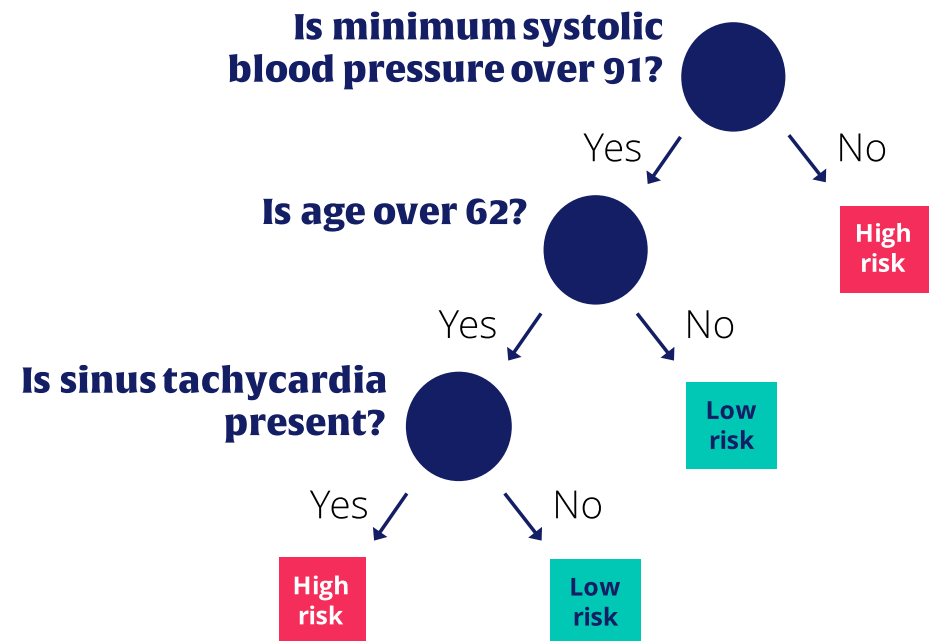 Is minimum systolic
blood pressure over 91?
Yes
No
Is age over 62?
High
risk
Yes
No
Is sinus tachycardia
present?
Low
risk
Yes
No
High
risk
Low
risk